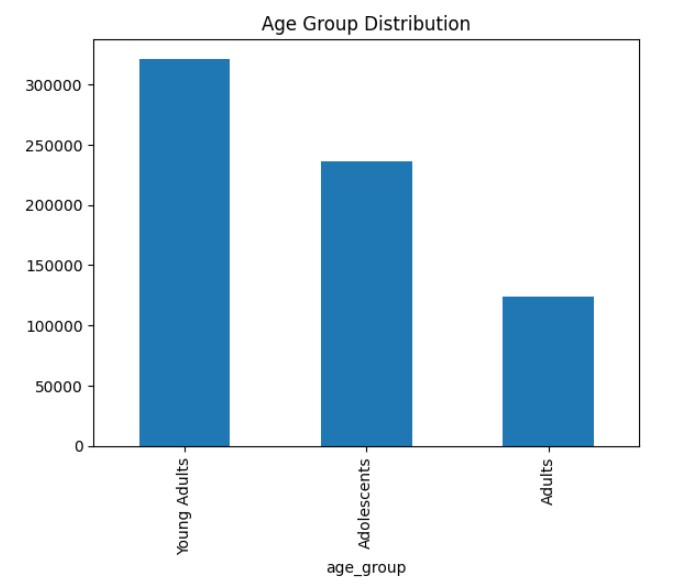 Age Group Distribution
300000
250000
200000
150000
100000
50000
0
Young Adults
Adolescents
Adults
age_group